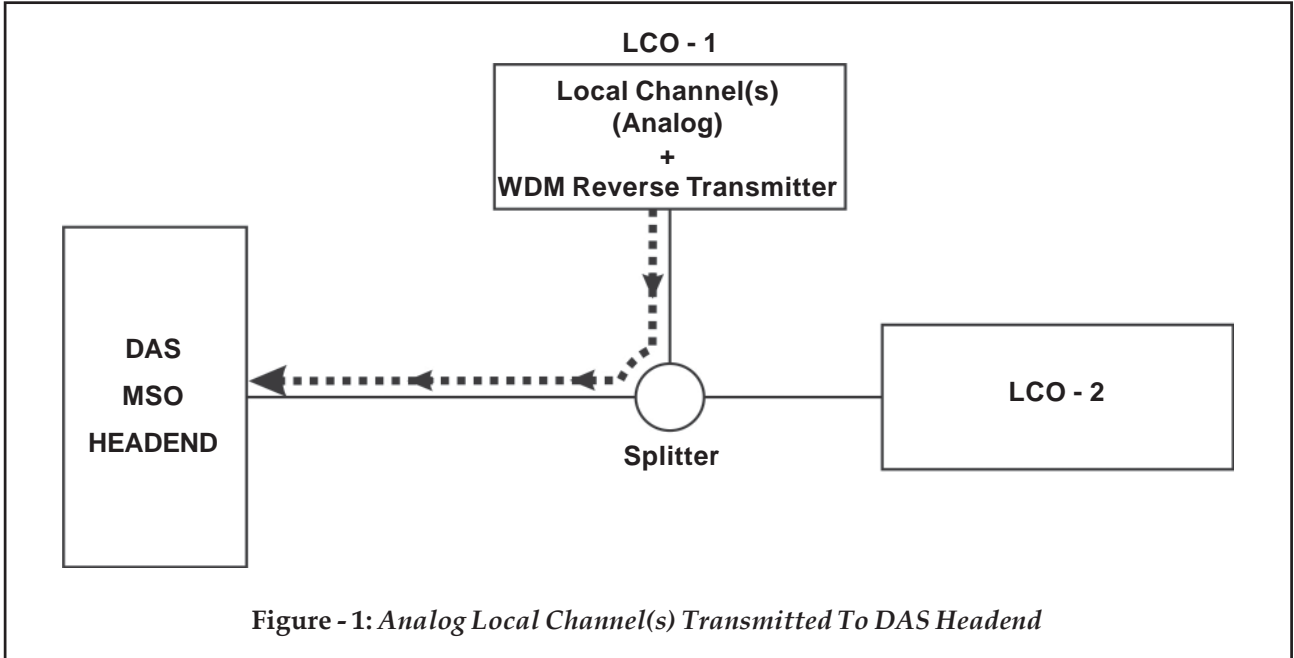 LCO - 1
Local Channel(s)
(Analog)
+
WDM Reverse Transmitter
DAS
MSO
HEADEND
Splitter
LCO - 2
Figure - 1: Analog Local Channel(s) Transmitted To DAS Headend